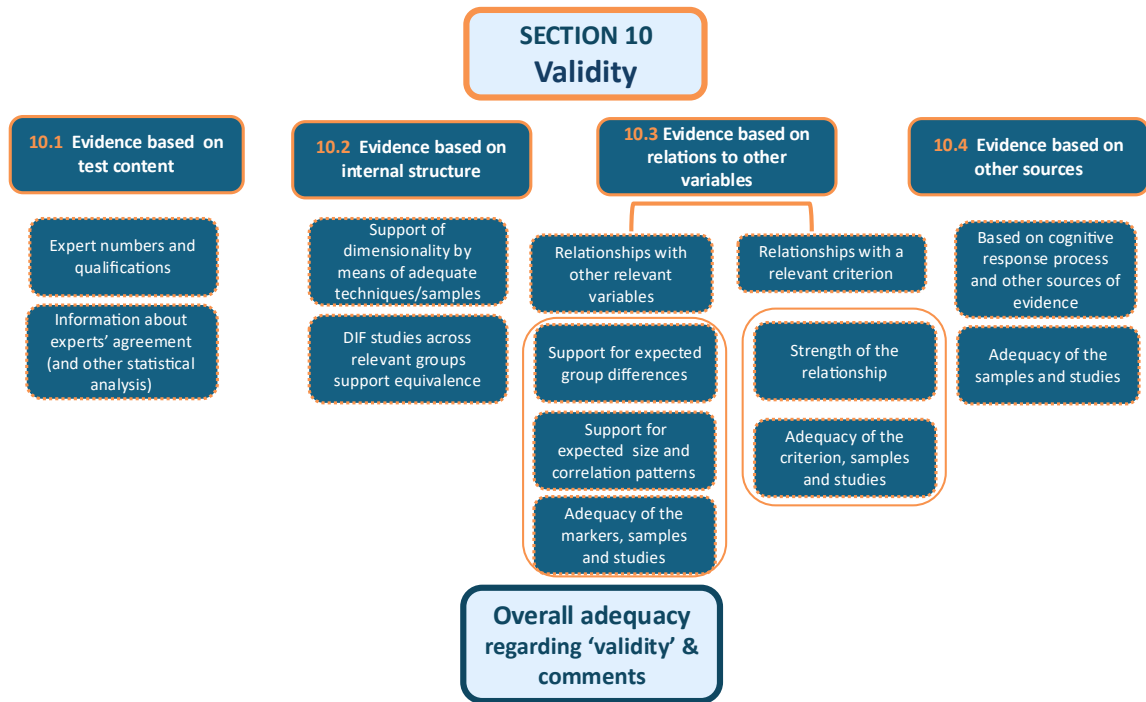 SECTION 10
Validity
10.1 Evidence based on
test content
Expert numbers and
qualifications
Information about
experts’ agreement
(and other statistical
analysis)
10.2 Evidence based on
internal structure
Support of
dimensionality by
means of adequate
techniques/samples
DIF studies across
relevant groups
support equivalence
10.3 Evidence based on
relations to other
variables
Relationships with
other relevant
variables
Support for expected
group differences
Support for
expected size and
correlation patterns
Adequacy of the
markers, samples
and studies
Relationships with a
relevant criterion
Strength of the
relationship
Adequacy of the
criterion, samples
and studies
10.4 Evidence based on
other sources
Based on cognitive
response process
and other sources of
evidence
Adequacy of the
samples and studies
Overall adequacy
regarding ‘validity’ &
comments